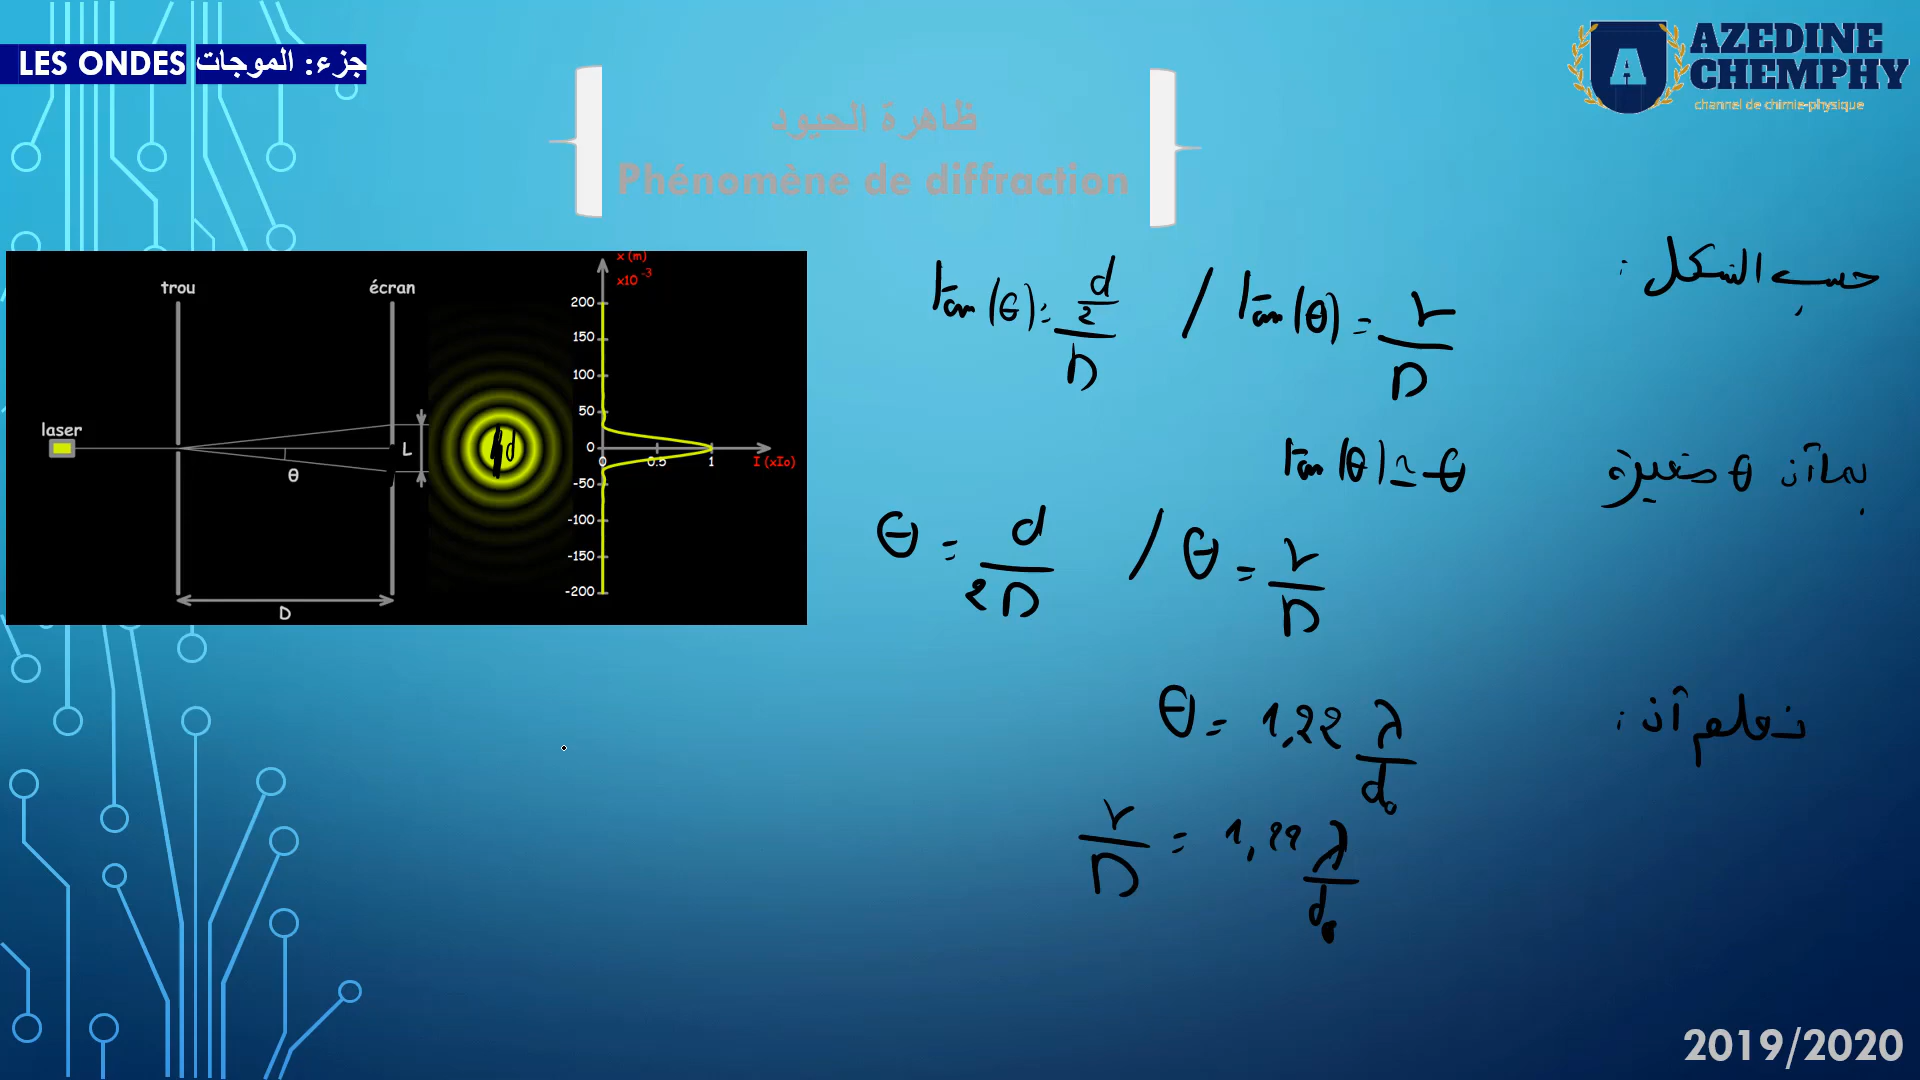 LES ONDES جزء: الموجات
AZEDINE
CHEMPHY
channel de chimie-physique
ظاهرة الحيود
Phénomène de diffraction
حسب الشكل :
tan(θ) = (d/2)/D / tan(θ) = r/D
بما أن θ صغيرة
tan(θ) ≃ θ
θ = d/2D / θ = r/D
نعلم أن :
θ = 1,22 λ/d₀
r/D = 1,22 λ/d₀
trou
écran
laser
θ
L
D
d
x (m)
x10 -3
200
150
100
50
0
-50
-100
-150
-200
0 0.5 1 I (xIo)
2019/2020